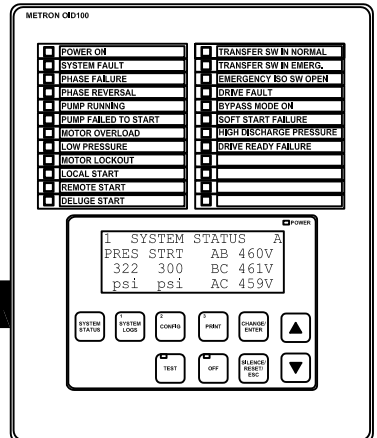 METRON OID100
POWER ON
SYSTEM FAULT
PHASE FAILURE
PHASE REVERSAL
PUMP RUNNING
PUMP FAILED TO START
MOTOR OVERLOAD
LOW PRESSURE
MOTOR LOCKOUT
LOCAL START
REMOTE START
DELUGE START
TRANSFER SW IN NORMAL
TRANSFER SW IN EMERG.
EMERGENCY ISO SW OPEN
DRIVE FAULT
BYPASS MODE ON
SOFT START FAILURE
HIGH DISCHARGE PRESSURE
DRIVE READY FAILURE
POWER
1 SYSTEM STATUS A
PRES STRT AB 460V
322 300 BC 461V
psi psi AC 459V
SYSTEM
STATUS
1
SYSTEM
LOGS
2
CONFIG
3
PRINT
CHANGE/
ENTER
TEST
OFF
SILENCE/
RESET/
ESC